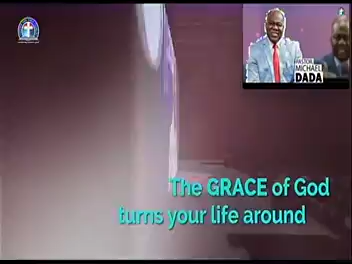 PASTOR
MICHAEL
DADA
The GRACE of God
turns your life around